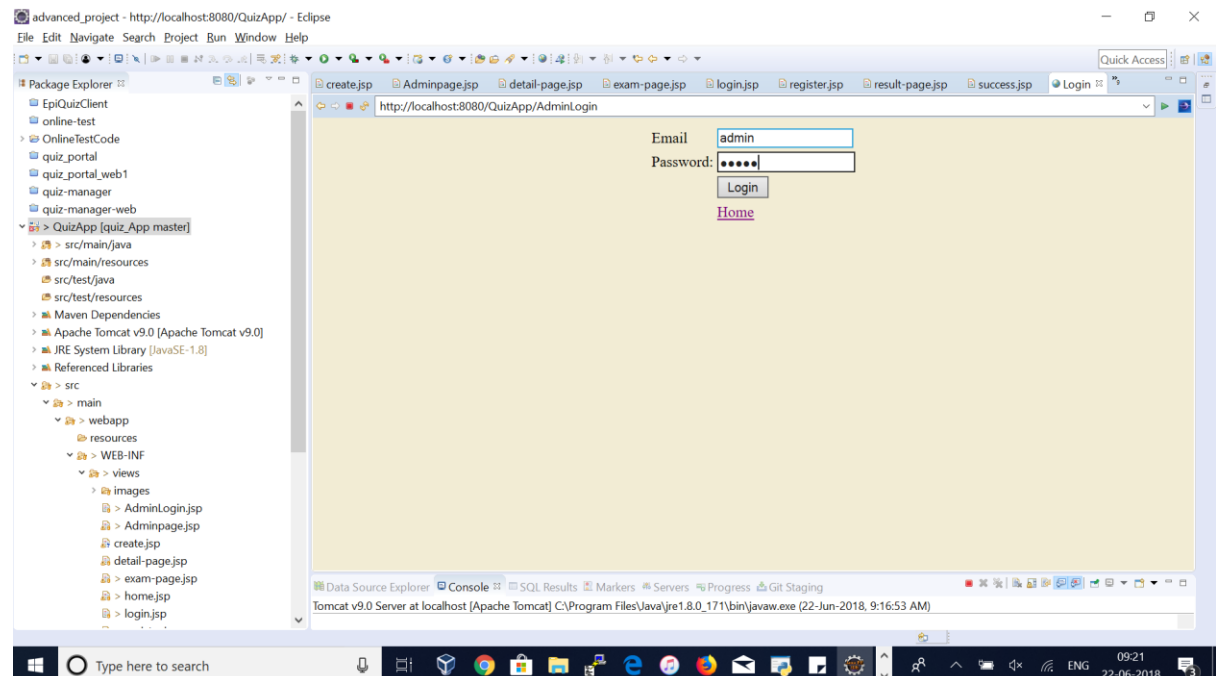 advanced_project - http://localhost:8080/QuizApp/ - Eclipse
File Edit Navigate Search Project Run Window Help
Quick Access
Package Explorer
create.jsp Adminpage.jsp detail-page.jsp exam-page.jsp login.jsp register.jsp result-page.jsp success.jsp Login "9
http://localhost:8080/QuizApp/AdminLogin
EpiQuizClient
online-test
> OnlineTestCode
quiz_portal
quiz_portal_web1
quiz-manager
quiz-manager-web
> QuizApp [quiz_App master]
> src/main/java
src/main/resources
src/test/java
src/test/resources
Maven Dependencies
Apache Tomcat v9.0 [Apache Tomcat v9.0]
JRE System Library [JavaSE-1.8]
Referenced Libraries
> src
> main
> webapp
resources
> WEB-INF
> views
images
> AdminLogin.jsp
> Adminpage.jsp
create.jsp
detail-page.jsp
> exam-page.jsp
> home.jsp
> login.jsp
Email admin
Password: •••••
Login
Home
Data Source Explorer Console SQL Results Markers Servers Progress Git Staging
Tomcat v9.0 Server at localhost [Apache Tomcat] C:\Program Files\Java\jre1.8.0_171\bin\javaw.exe (22-Jun-2018, 9:16:53 AM)
Type here to search
ENG
09:21
22-06-2018
3